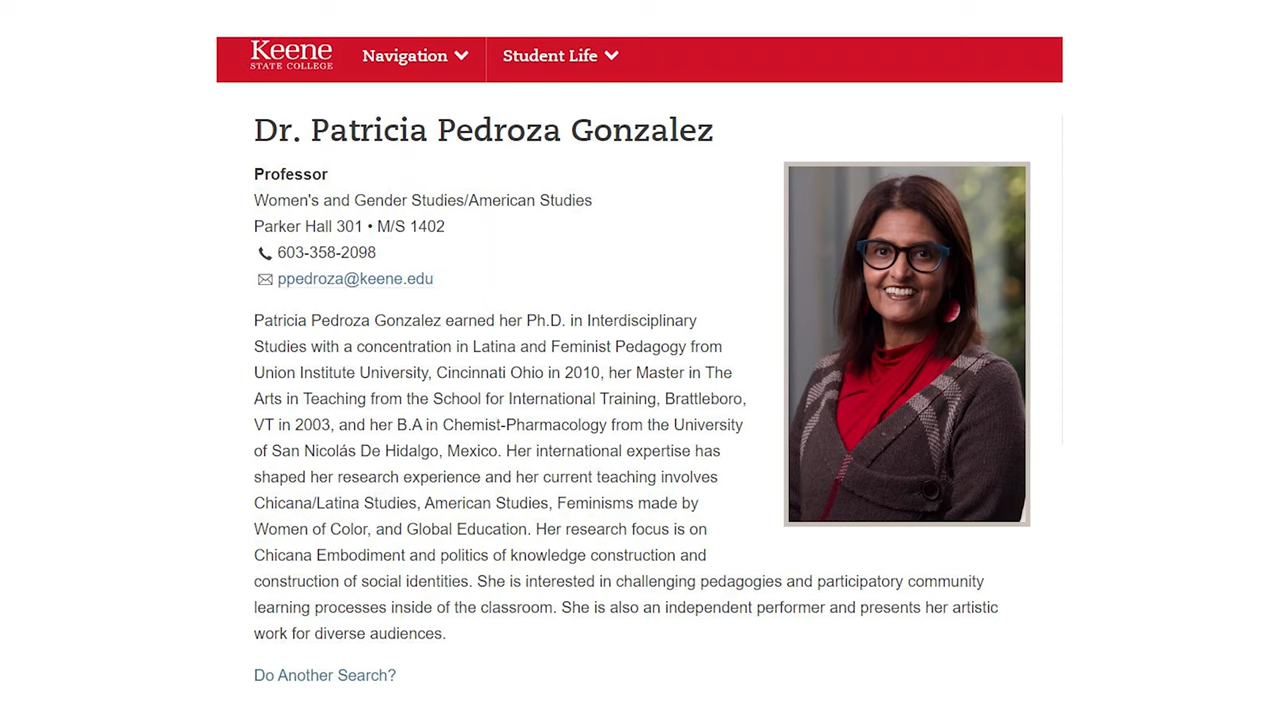 Keene
STATE COLLEGE
Navigation
Student Life
Dr. Patricia Pedroza Gonzalez
Professor
Women's and Gender Studies/American Studies
Parker Hall 301 • M/S 1402
603-358-2098
ppedroza@keene.edu
Patricia Pedroza Gonzalez earned her Ph.D. in Interdisciplinary
Studies with a concentration in Latina and Feminist Pedagogy from
Union Institute University, Cincinnati Ohio in 2010, her Master in The
Arts in Teaching from the School for International Training, Brattleboro,
VT in 2003, and her B.A in Chemist-Pharmacology from the University
of San Nicolás De Hidalgo, Mexico. Her international expertise has
shaped her research experience and her current teaching involves
Chicana/Latina Studies, American Studies, Feminisms made by
Women of Color, and Global Education. Her research focus is on
Chicana Embodiment and politics of knowledge construction and
construction of social identities. She is interested in challenging pedagogies and participatory community
learning processes inside of the classroom. She is also an independent performer and presents her artistic
work for diverse audiences.
Do Another Search?